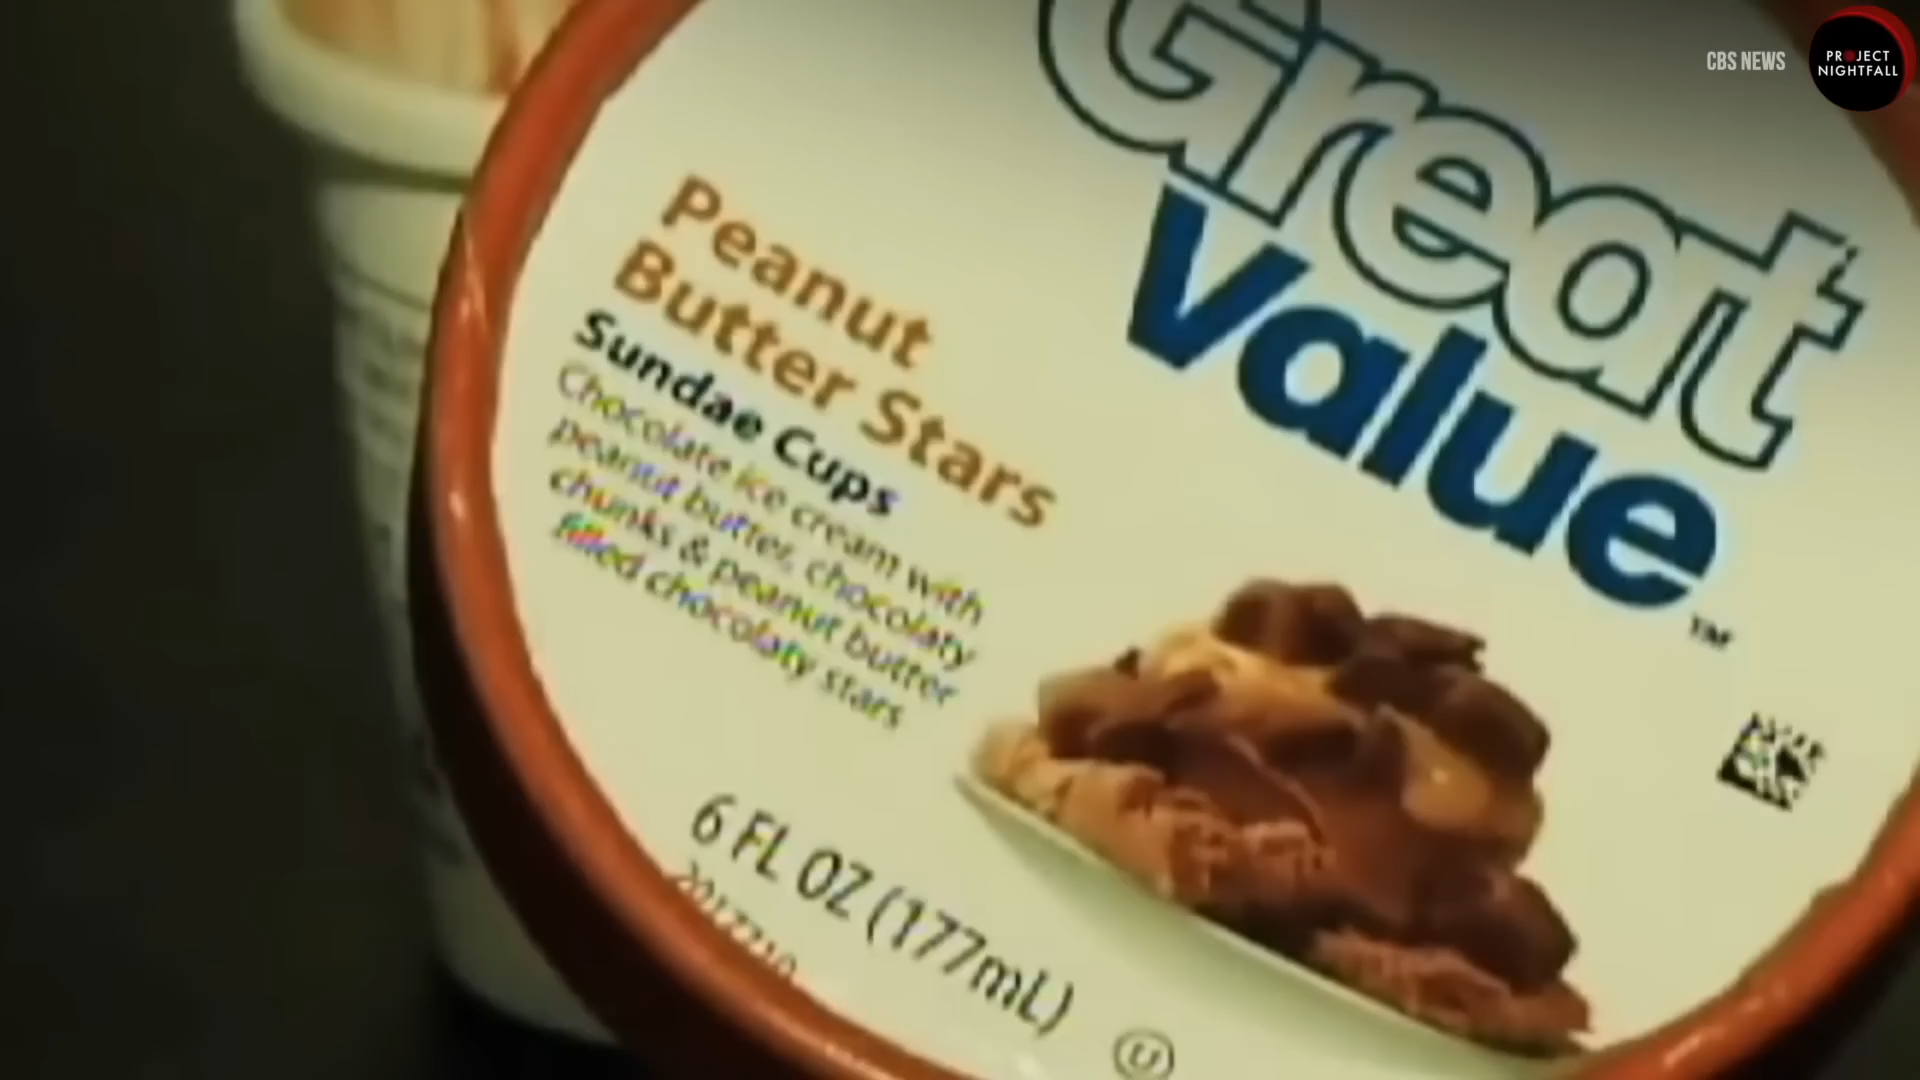 CBS NEWS
PROJECT
NIGHTFALL
Great
Value
TM
Peanut
Butter Stars
Sundae Cups
Chocolate ice cream with
peanut butter, chocolaty
chunks & peanut butter
filled chocolaty stars
6 FL OZ (177mL)
U